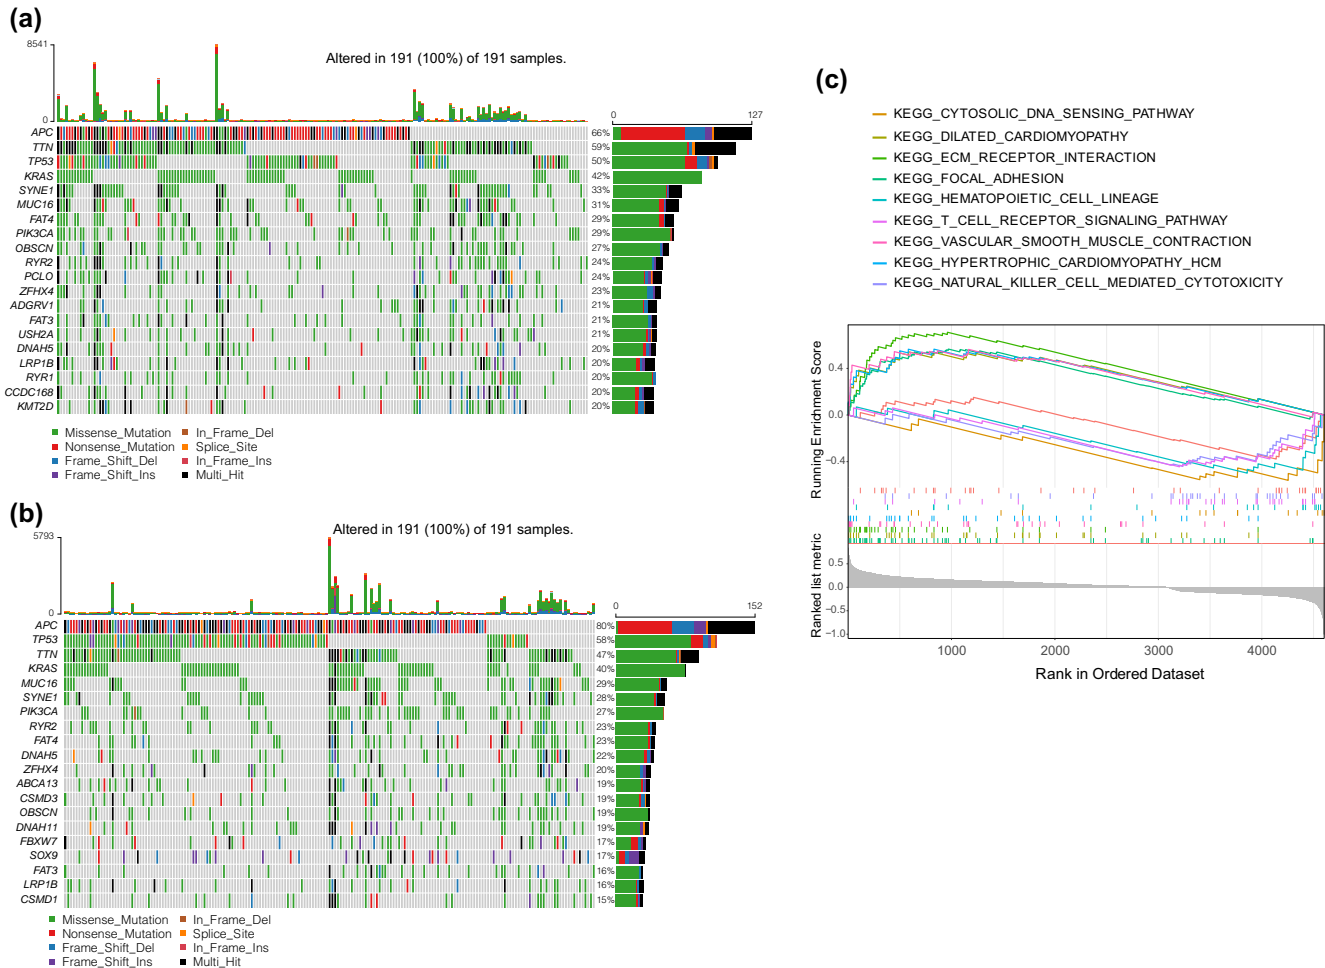 (a)
8541
0
Altered in 191 (100%) of 191 samples.
0 127
APC 66%
TTN 59%
TP53 50%
KRAS 42%
SYNE1 33%
MUC16 31%
FAT4 29%
PIK3CA 29%
OBSCN 27%
RYR2 24%
PCLO 24%
ZFHX4 23%
ADGRV1 21%
FAT3 21%
USH2A 21%
DNAH5 20%
LRP1B 20%
RYR1 20%
CCDC168 20%
KMT2D 20%
Missense_Mutation In_Frame_Del
Nonsense_Mutation Splice_Site
Frame_Shift_Del In_Frame_Ins
Frame_Shift_Ins Multi_Hit
(b)
5793
0
Altered in 191 (100%) of 191 samples.
0 152
APC 80%
TP53 58%
TTN 47%
KRAS 40%
MUC16 29%
SYNE1 28%
PIK3CA 27%
RYR2 23%
FAT4 23%
DNAH5 22%
ZFHX4 20%
ABCA13 19%
CSMD3 19%
OBSCN 19%
DNAH11 19%
FBXW7 17%
SOX9 17%
FAT3 16%
LRP1B 16%
CSMD1 15%
Missense_Mutation In_Frame_Del
Nonsense_Mutation Splice_Site
Frame_Shift_Del In_Frame_Ins
Frame_Shift_Ins Multi_Hit
(c)
KEGG_CYTOSOLIC_DNA_SENSING_PATHWAY
KEGG_DILATED_CARDIOMYOPATHY
KEGG_ECM_RECEPTOR_INTERACTION
KEGG_FOCAL_ADHESION
KEGG_HEMATOPOIETIC_CELL_LINEAGE
KEGG_T_CELL_RECEPTOR_SIGNALING_PATHWAY
KEGG_VASCULAR_SMOOTH_MUSCLE_CONTRACTION
KEGG_HYPERTROPHIC_CARDIOMYOPATHY_HCM
KEGG_NATURAL_KILLER_CELL_MEDIATED_CYTOTOXICITY
Running Enrichment Score
0.4
0.0
−0.4
Ranked list metric
0.5
0.0
−0.5
−1.0
1000 2000 3000 4000
Rank in Ordered Dataset